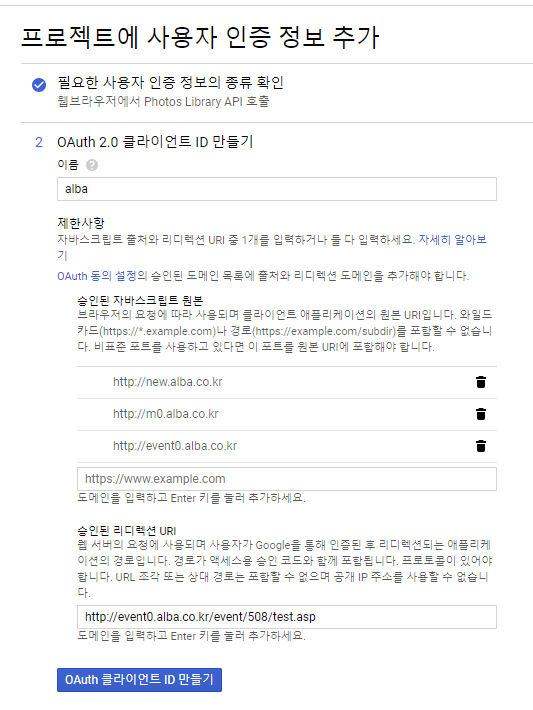 프로젝트에 사용자 인증 정보 추가
필요한 사용자 인증 정보의 종류 확인
웹브라우저에서 Photos Library API 호출
2 OAuth 2.0 클라이언트 ID 만들기
이름 ?
alba
제한사항
자바스크립트 출처와 리디렉션 URI 중 1개를 입력하거나 둘 다 입력하세요. 자세히 알아보
기
OAuth 동의 설정의 승인된 도메인 목록에 출처와 리디렉션 도메인을 추가해야 합니다.
승인된 자바스크립트 원본
브라우저의 요청에 따라 사용되며 클라이언트 애플리케이션의 원본 URI입니다. 와일드
카드(https://*.example.com)나 경로(https://example.com/subdir)를 포함할 수 없습니
다. 비표준 포트를 사용하고 있다면 이 포트를 원본 URI에 포함해야 합니다.
http://new.alba.co.kr
http://m0.alba.co.kr
http://event0.alba.co.kr
https://www.example.com
도메인을 입력하고 Enter 키를 눌러 추가하세요.
승인된 리디렉션 URI
웹 서버의 요청에 사용되며 사용자가 Google을 통해 인증된 후 리디렉션되는 애플리케
이션의 경로입니다. 경로가 액세스용 승인 코드와 함께 포함됩니다. 프로토콜이 있어야
합니다. URL 조각 또는 상대 경로는 포함할 수 없으며 공개 IP 주소를 사용할 수 없습니
다.
http://event0.alba.co.kr/event/508/test.asp
도메인을 입력하고 Enter 키를 눌러 추가하세요.
OAuth 클라이언트 ID 만들기